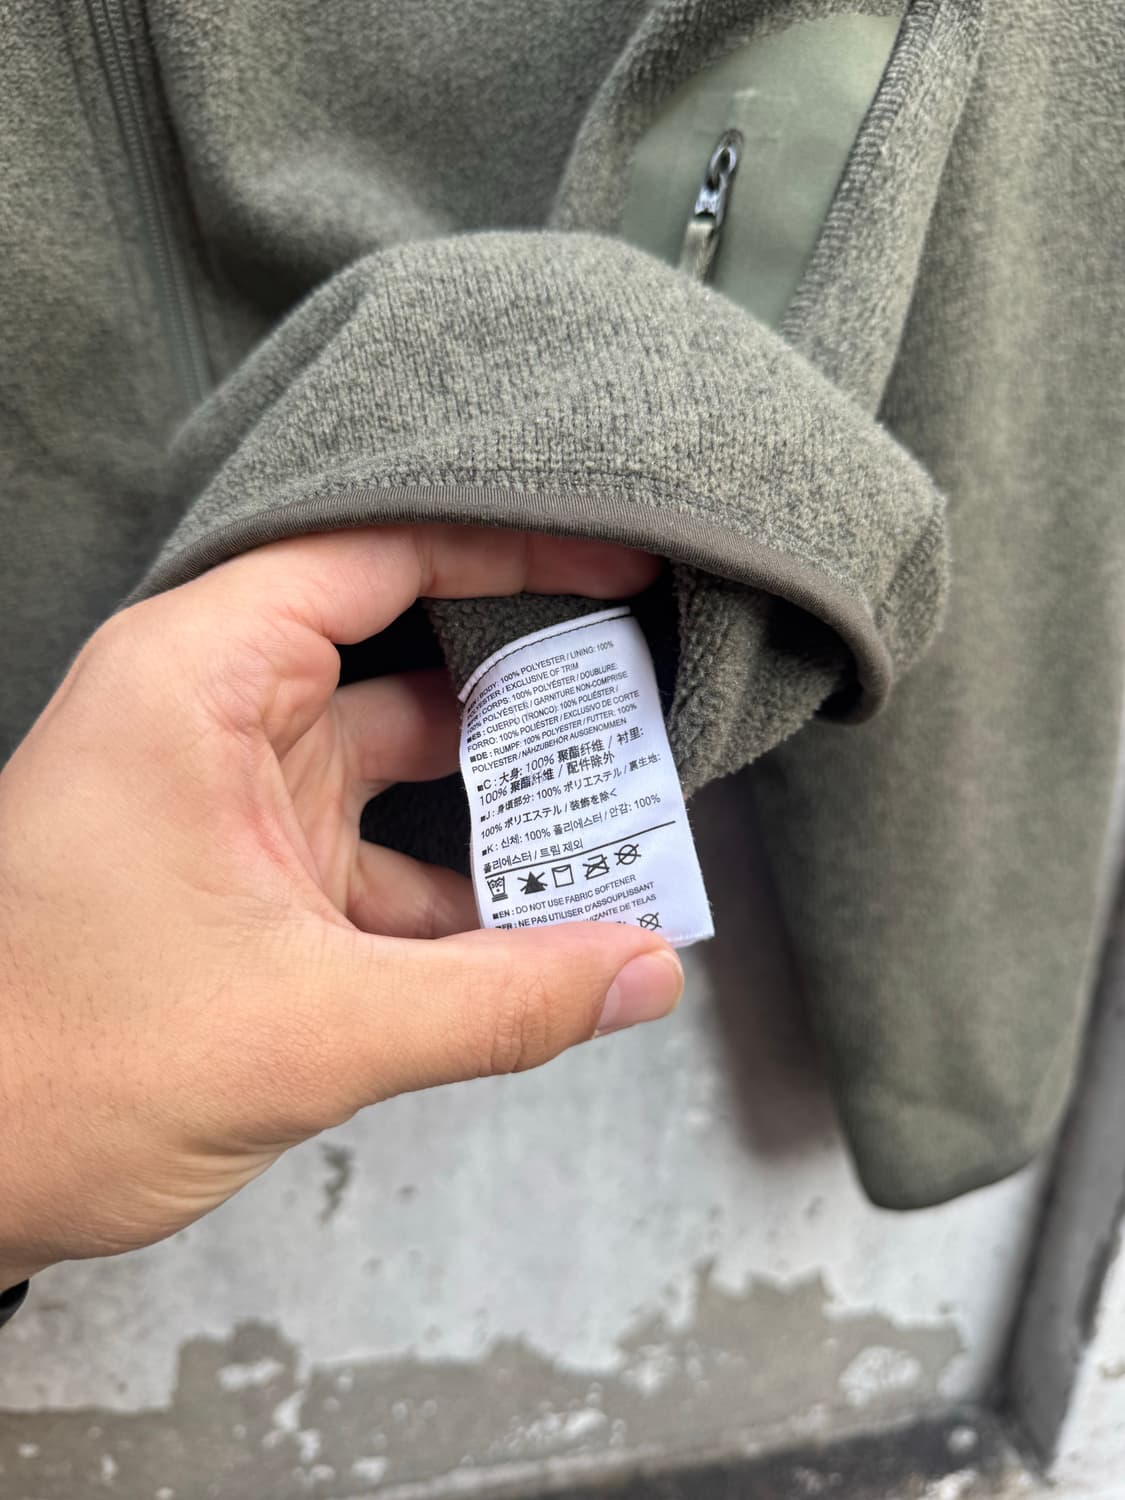 BODY: 100% POLYESTER / LINING: 100%
POLYESTER / EXCLUSIVE OF TRIM
CORPS: 100% POLYÉSTER / DOUBLURE:
100% POLYÉSTER / GARNITURE NON-COMPRISE
■ES : CUERPO (TRONCO): 100% POLIÉSTER /
FORRO: 100% POLIÉSTER / EXCLUSIVO DE CORTE
■DE : RUMPF: 100% POLYESTER / FUTTER: 100%
POLYESTER / NÄHZUBEHÖR AUSGENOMMEN
■C : 大身: 100% 聚酯纤维 / 衬里:
100% 聚酯纤维 / 配件除外
■J : 身頃部分: 100% ポリエステル / 裏生地:
100% ポリエステル / 装飾を除く
■K : 신체: 100% 폴리에스터 / 안감: 100%
폴리에스터 / 트림 제외
■EN : DO NOT USE FABRIC SOFTENER
■FR : NE PAS UTILISER D'ASSOUPLISSANT
DE TELAS